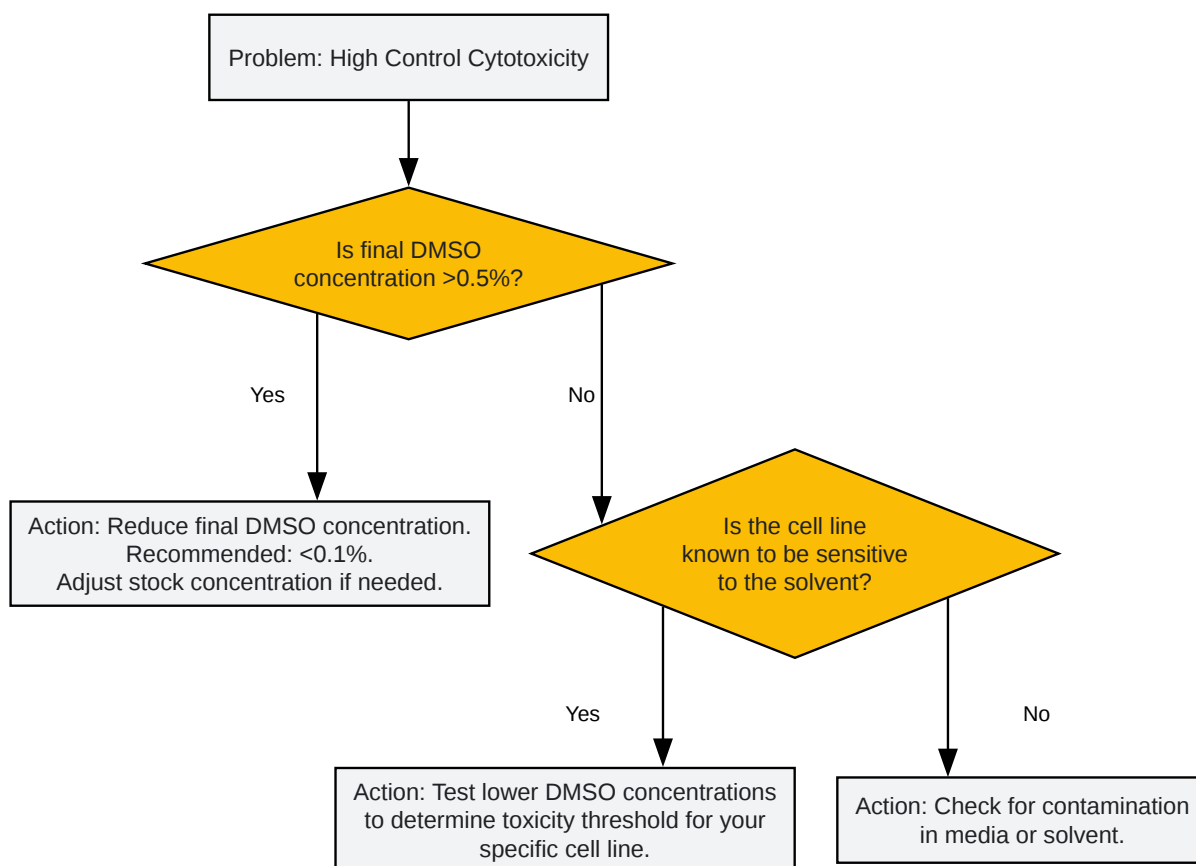 Problem: High Control Cytotoxicity
Is final DMSO
concentration >0.5%?
Yes
No
Action: Reduce final DMSO concentration.
Recommended: <0.1%.
Adjust stock concentration if needed.
Is the cell line
known to be sensitive
to the solvent?
Yes
No
Action: Test lower DMSO concentrations
to determine toxicity threshold for your
specific cell line.
Action: Check for contamination
in media or solvent.